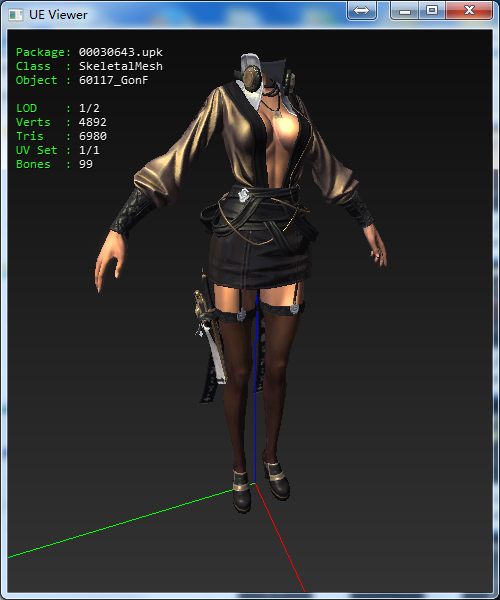 UE Viewer
Package: 00030643.upk
Class : SkeletalMesh
Object : 60117_GonF
LOD : 1/2
Verts : 4892
Tris : 6980
UV Set : 1/1
Bones : 99